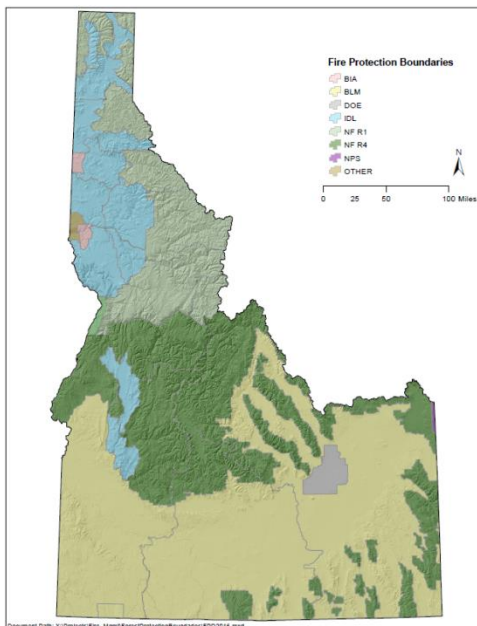 Fire Protection Boundaries
BIA
BLM
DOE
IDL
NF R1
NF R4
NPS
OTHER
N
0 25 50 100 Miles